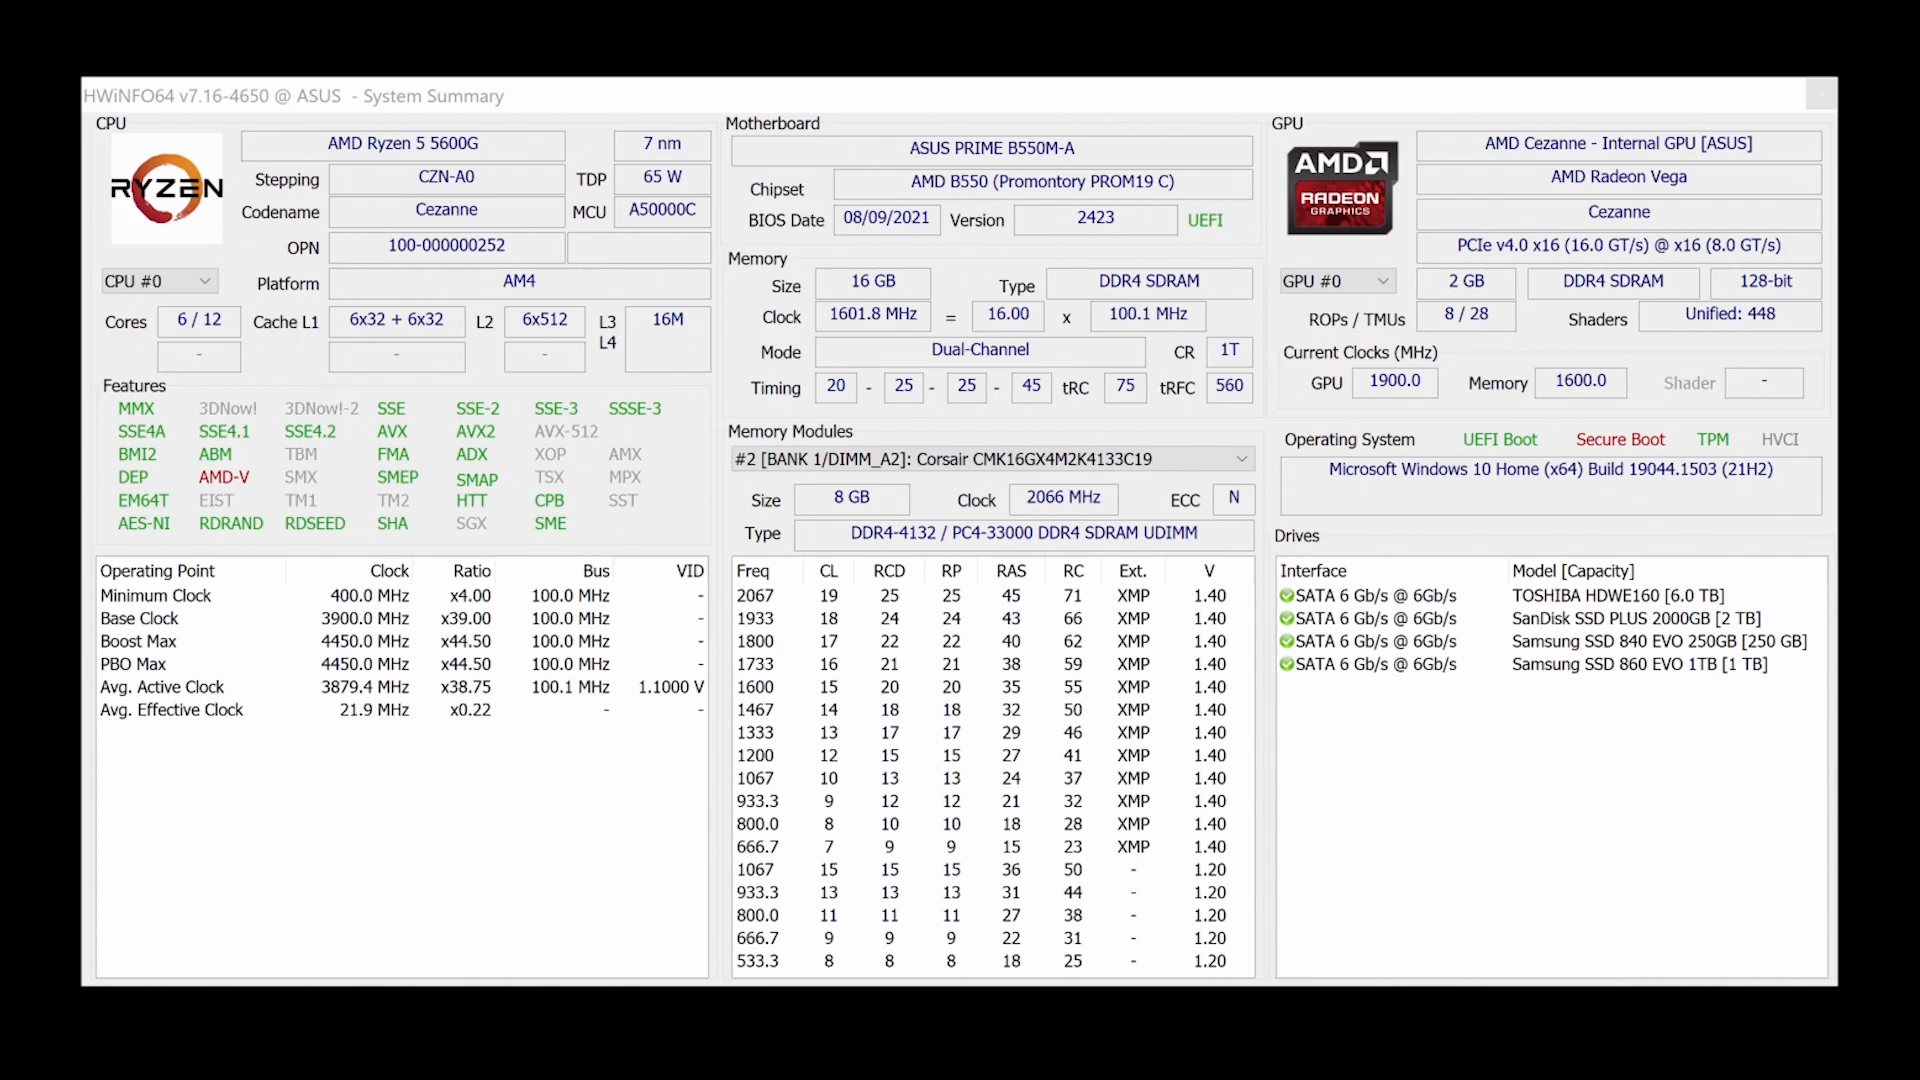 HWiNFO64 v7.16-4650 @ ASUS - System Summary
CPU
RYZEN
AMD Ryzen 5 5600G 7 nm
Stepping CZN-A0 TDP 65 W
Codename Cezanne MCU A50000C
OPN 100-000000252
CPU #0 Platform AM4
Cores 6 / 12 Cache L1 6x32 + 6x32 L2 6x512 L3 16M
- - - L4
Features
MMX 3DNow! 3DNow!-2 SSE SSE-2 SSE-3 SSSE-3
SSE4A SSE4.1 SSE4.2 AVX AVX2 AVX-512
BMI2 ABM TBM FMA ADX XOP AMX
DEP AMD-V SMX SMEP SMAP TSX MPX
EM64T EIST TM1 TM2 HTT CPB SST
AES-NI RDRAND RDSEED SHA SGX SME
Operating Point Clock Ratio Bus VID
Minimum Clock 400.0 MHz x4.00 100.0 MHz -
Base Clock 3900.0 MHz x39.00 100.0 MHz -
Boost Max 4450.0 MHz x44.50 100.0 MHz -
PBO Max 4450.0 MHz x44.50 100.0 MHz -
Avg. Active Clock 3879.4 MHz x38.75 100.1 MHz 1.1000 V
Avg. Effective Clock 21.9 MHz x0.22 - -
Motherboard
ASUS PRIME B550M-A
Chipset AMD B550 (Promontory PROM19 C)
BIOS Date 08/09/2021 Version 2423 UEFI
Memory
Size 16 GB Type DDR4 SDRAM
Clock 1601.8 MHz = 16.00 x 100.1 MHz
Mode Dual-Channel CR 1T
Timing 20 - 25 - 25 - 45 tRC 75 tRFC 560
Memory Modules
#2 [BANK 1/DIMM_A2]: Corsair CMK16GX4M2K4133C19
Size 8 GB Clock 2066 MHz ECC N
Type DDR4-4132 / PC4-33000 DDR4 SDRAM UDIMM
Freq CL RCD RP RAS RC Ext. V
2067 19 25 25 45 71 XMP 1.40
1933 18 24 24 43 66 XMP 1.40
1800 17 22 22 40 62 XMP 1.40
1733 16 21 21 38 59 XMP 1.40
1600 15 20 20 35 55 XMP 1.40
1467 14 18 18 32 50 XMP 1.40
1333 13 17 17 29 46 XMP 1.40
1200 12 15 15 27 41 XMP 1.40
1067 10 13 13 24 37 XMP 1.40
933.3 9 12 12 21 32 XMP 1.40
800.0 8 10 10 18 28 XMP 1.40
666.7 7 9 9 15 23 XMP 1.40
1067 15 15 15 36 50 - 1.20
933.3 13 13 13 31 44 - 1.20
800.0 11 11 11 27 38 - 1.20
666.7 9 9 9 22 31 - 1.20
533.3 8 8 8 18 25 - 1.20
GPU
AMD
RADEON
GRAPHICS
AMD Cezanne - Internal GPU [ASUS]
AMD Radeon Vega
Cezanne
PCIe v4.0 x16 (16.0 GT/s) @ x16 (8.0 GT/s)
GPU #0 2 GB DDR4 SDRAM 128-bit
ROPs / TMUs 8 / 28 Shaders Unified: 448
Current Clocks (MHz)
GPU 1900.0 Memory 1600.0 Shader -
Operating System UEFI Boot Secure Boot TPM HVCI
Microsoft Windows 10 Home (x64) Build 19044.1503 (21H2)
Drives
Interface Model [Capacity]
SATA 6 Gb/s @ 6Gb/s TOSHIBA HDWE160 [6.0 TB]
SATA 6 Gb/s @ 6Gb/s SanDisk SSD PLUS 2000GB [2 TB]
SATA 6 Gb/s @ 6Gb/s Samsung SSD 840 EVO 250GB [250 GB]
SATA 6 Gb/s @ 6Gb/s Samsung SSD 860 EVO 1TB [1 TB]